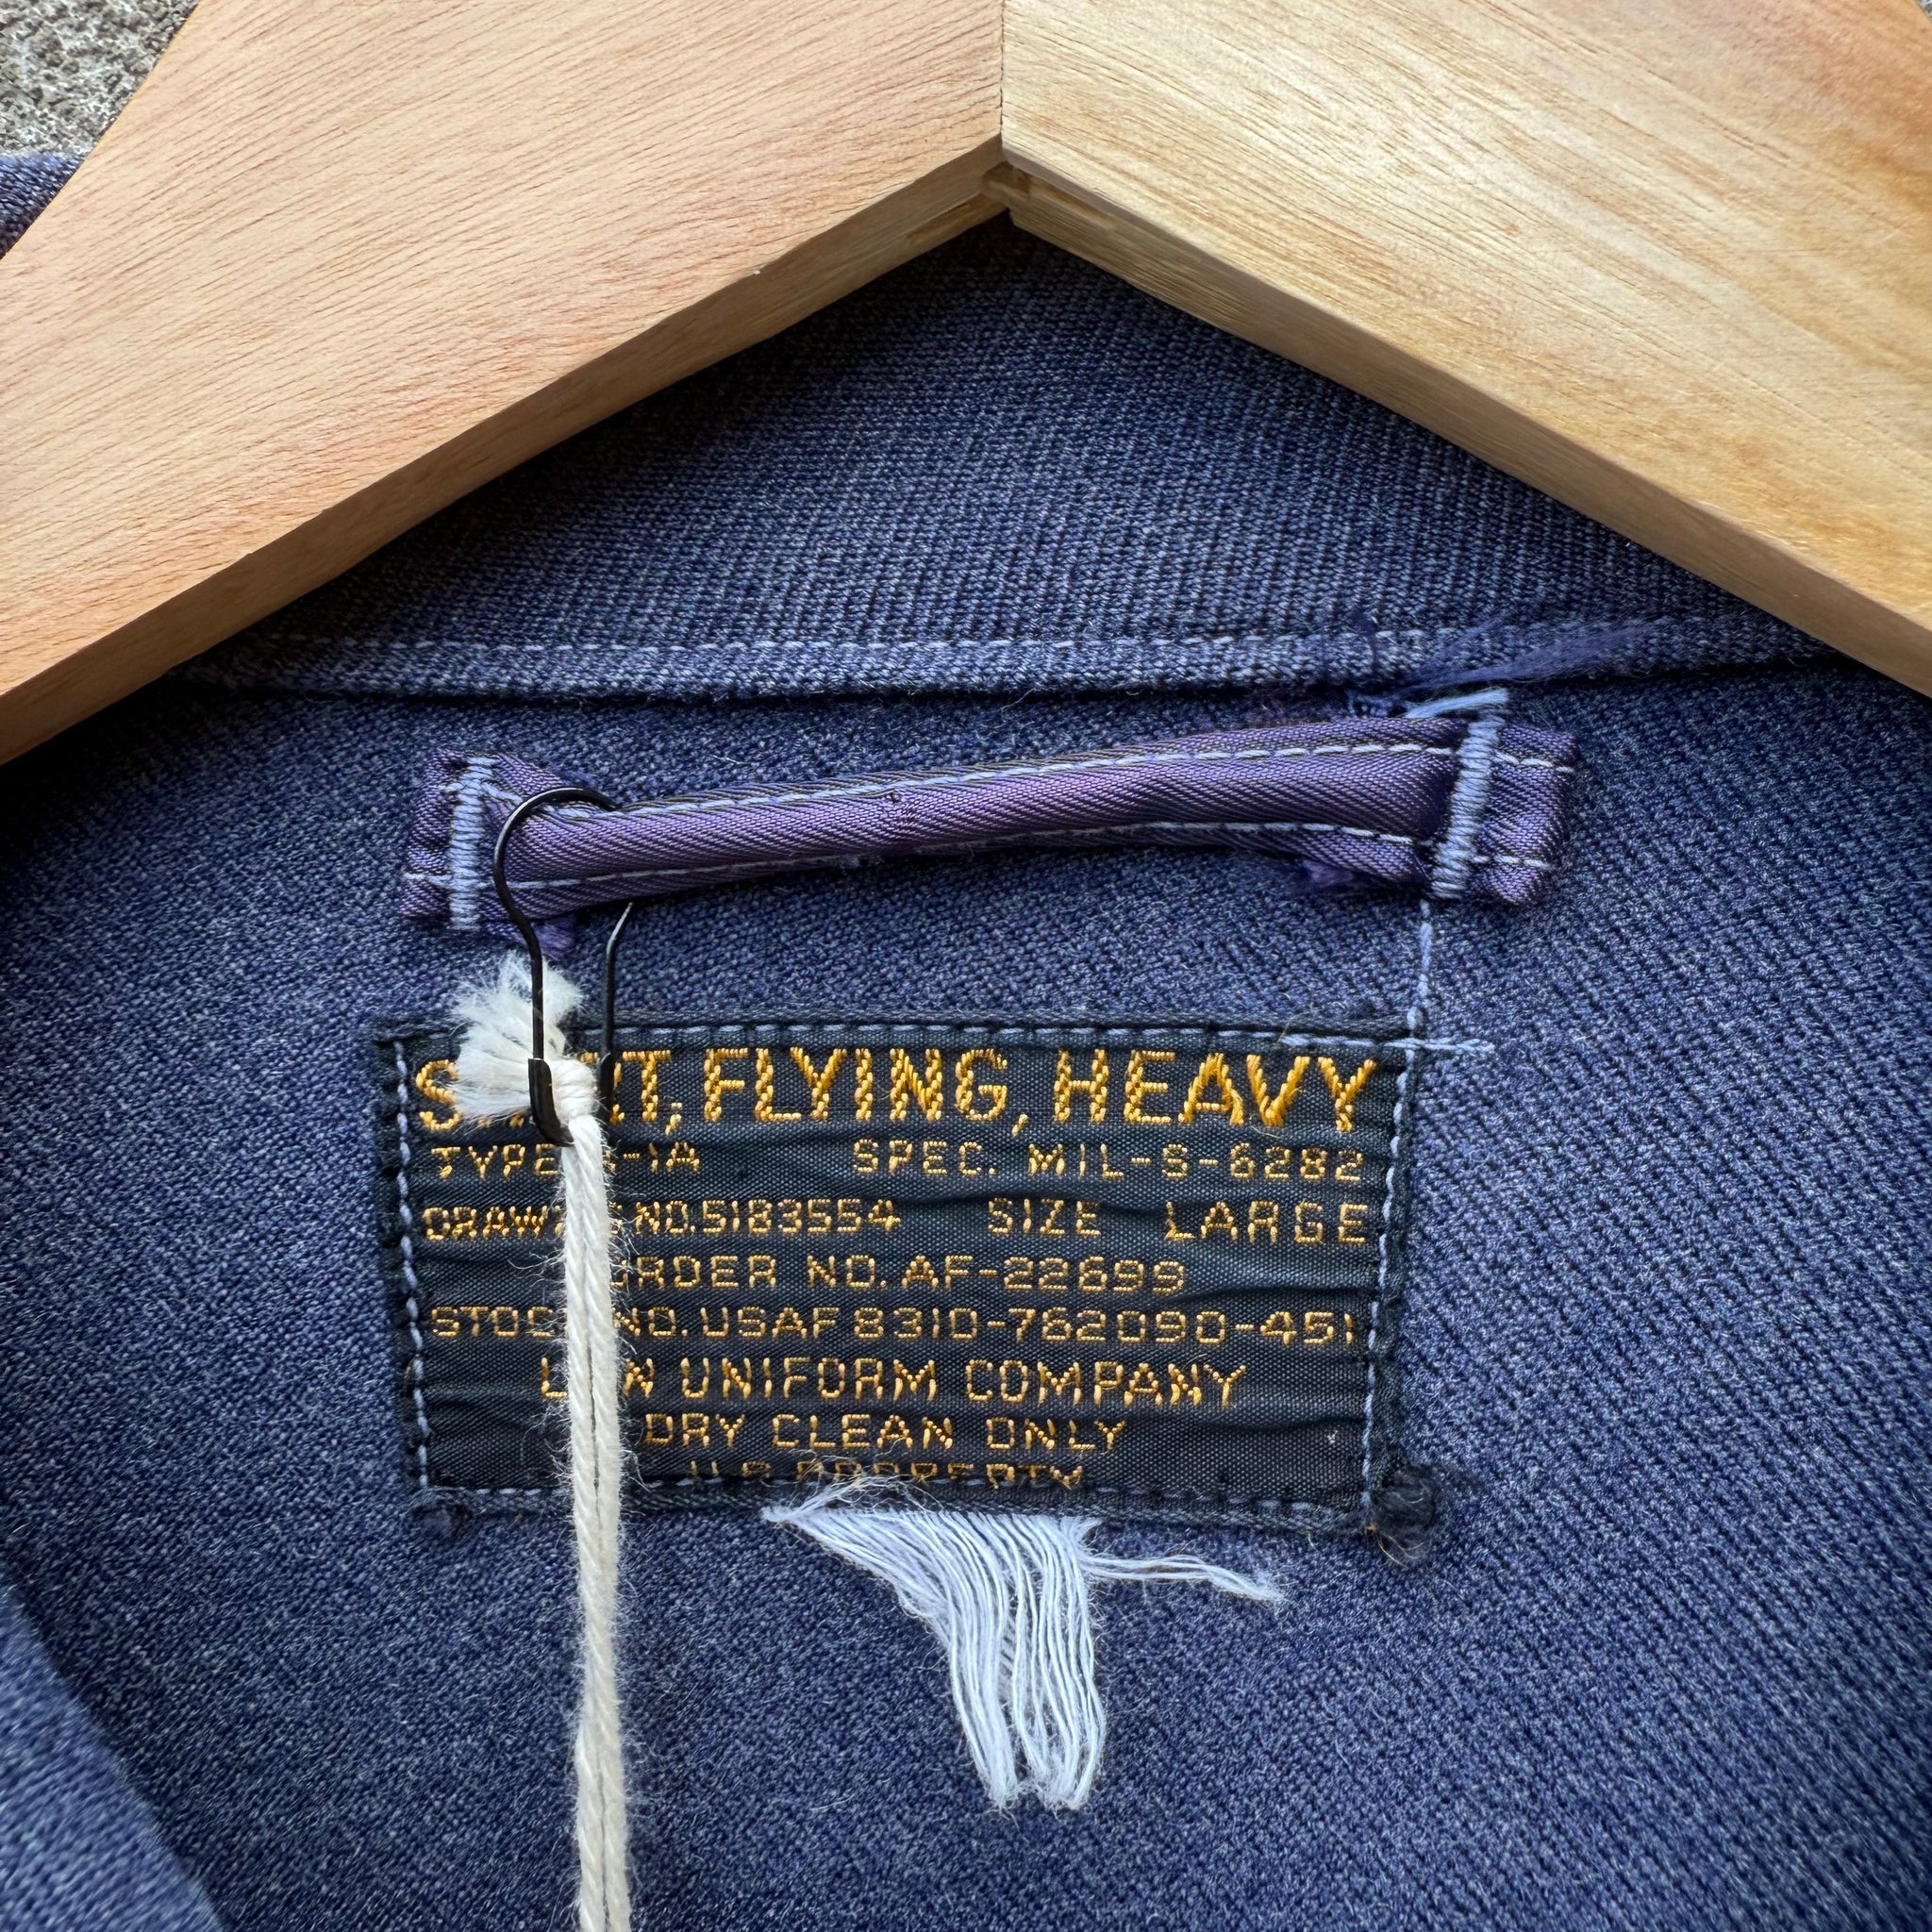 FLYING, HEAVY
SPEC. MIL-S-6282
NO. 5183554 SIZE LARGE
NO. AF-22699
NO. USAF 8310-762090-451
UNIFORM COMPANY
DRY CLEAN ONLY
U.S. PROPERTY